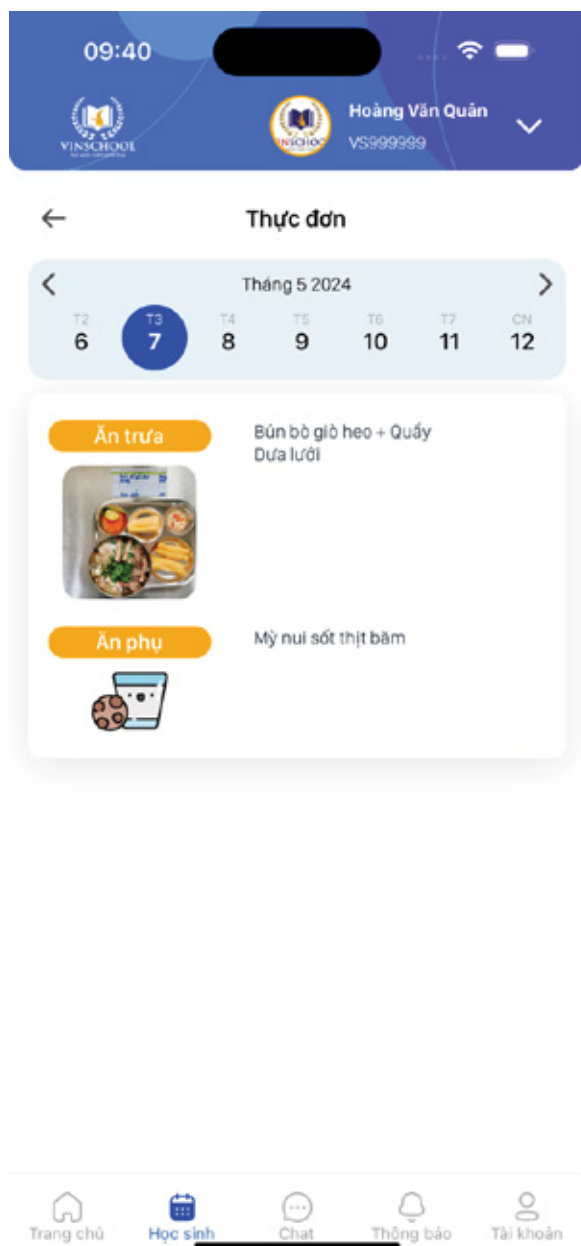 09:40
VINSCHOOL
Hoàng Văn Quân
VS999999
Thực đơn
Tháng 5 2024
T2 T3 T4 T5 T6 T7 CN
6 7 8 9 10 11 12
Ăn trưa
Bún bò giò heo + Quẩy
Dưa lưới
Ăn phụ
Mỳ nui sốt thịt băm
Trang chủ
Học sinh
Chat
Thông báo
Tài khoản